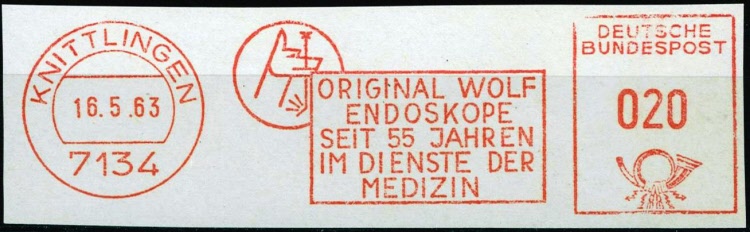 KNITTLINGEN
16.5.63
7134
ORIGINAL WOLF
ENDOSKOPE
SEIT 55 JAHREN
IM DIENSTE DER
MEDIZIN
DEUTSCHE
BUNDESPOST
020